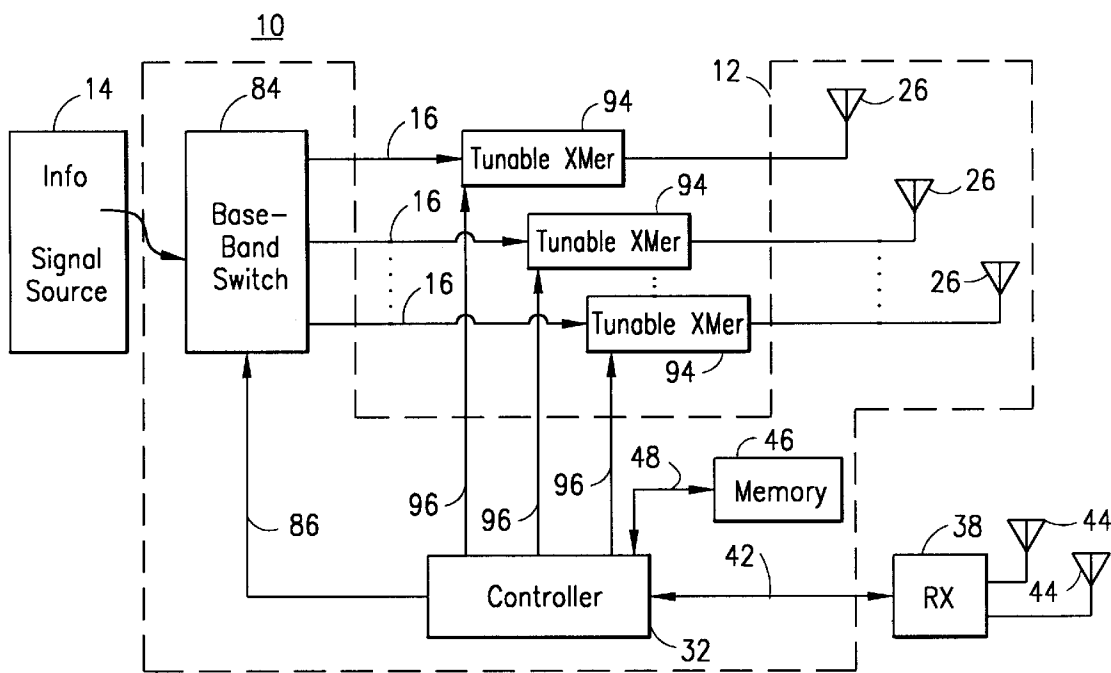 10
14
84
16
94
12
26
Tunable XMer
Info
Signal
Source
Base-
Band
Switch
16
94
26
Tunable XMer
16
26
Tunable XMer
94
46
48
Memory
96
96
96
86
42
38
44
44
Controller
RX
32